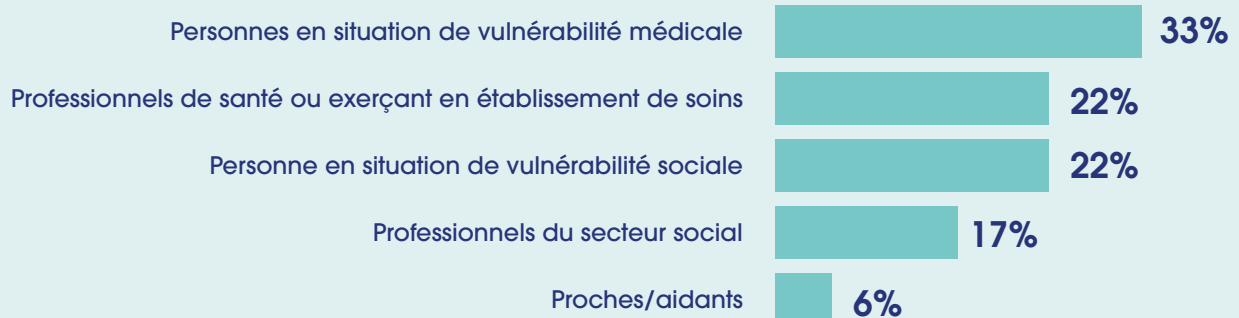 Personnes en situation de vulnérabilité médicale 33%
Professionnels de santé ou exerçant en établissement de soins 22%
Personne en situation de vulnérabilité sociale 22%
Professionnels du secteur social 17%
Proches/aidants 6%